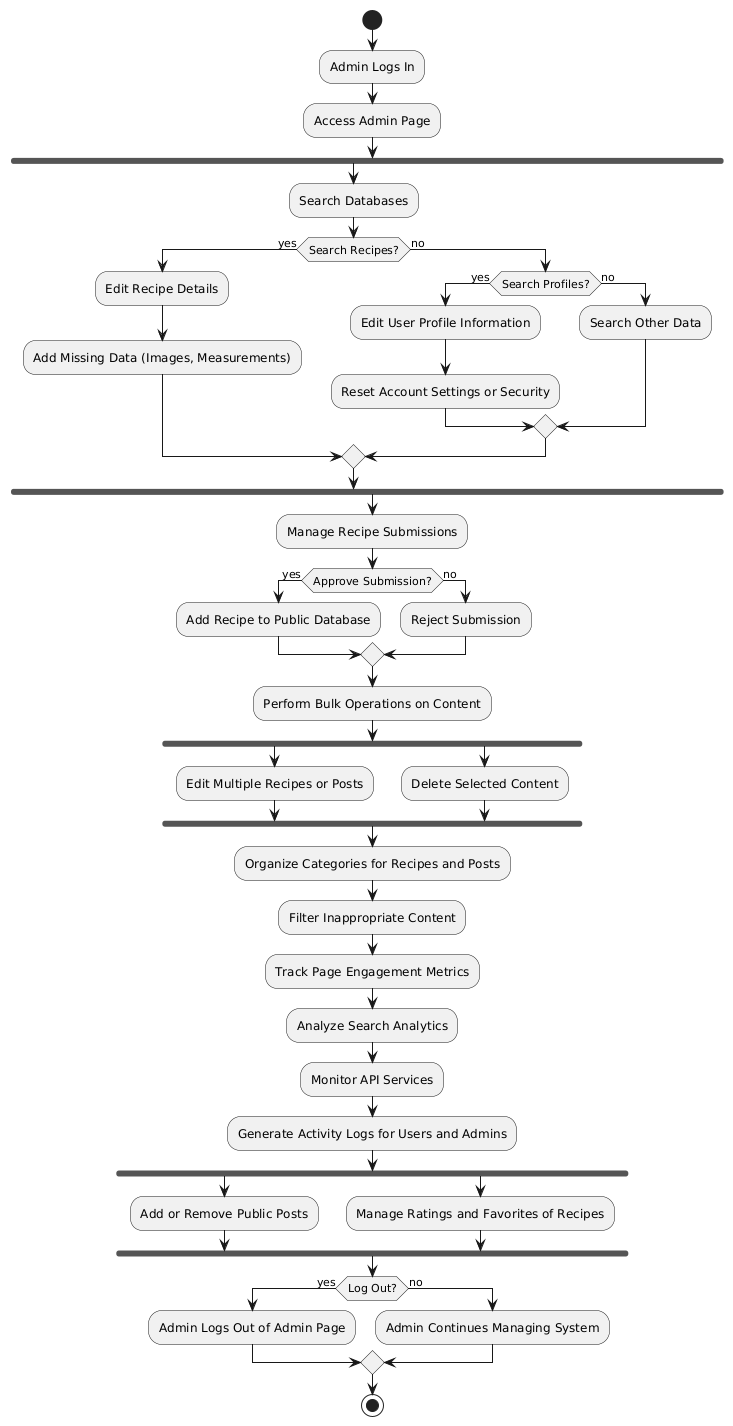 Admin Logs In
Access Admin Page
Search Databases
yes
Search Recipes?
no
Edit Recipe Details
Add Missing Data (Images, Measurements)
yes
Search Profiles?
no
Edit User Profile Information
Search Other Data
Reset Account Settings or Security
Manage Recipe Submissions
yes
Approve Submission?
no
Add Recipe to Public Database
Reject Submission
Perform Bulk Operations on Content
Edit Multiple Recipes or Posts
Delete Selected Content
Organize Categories for Recipes and Posts
Filter Inappropriate Content
Track Page Engagement Metrics
Analyze Search Analytics
Monitor API Services
Generate Activity Logs for Users and Admins
Add or Remove Public Posts
Manage Ratings and Favorites of Recipes
yes
Log Out?
no
Admin Logs Out of Admin Page
Admin Continues Managing System